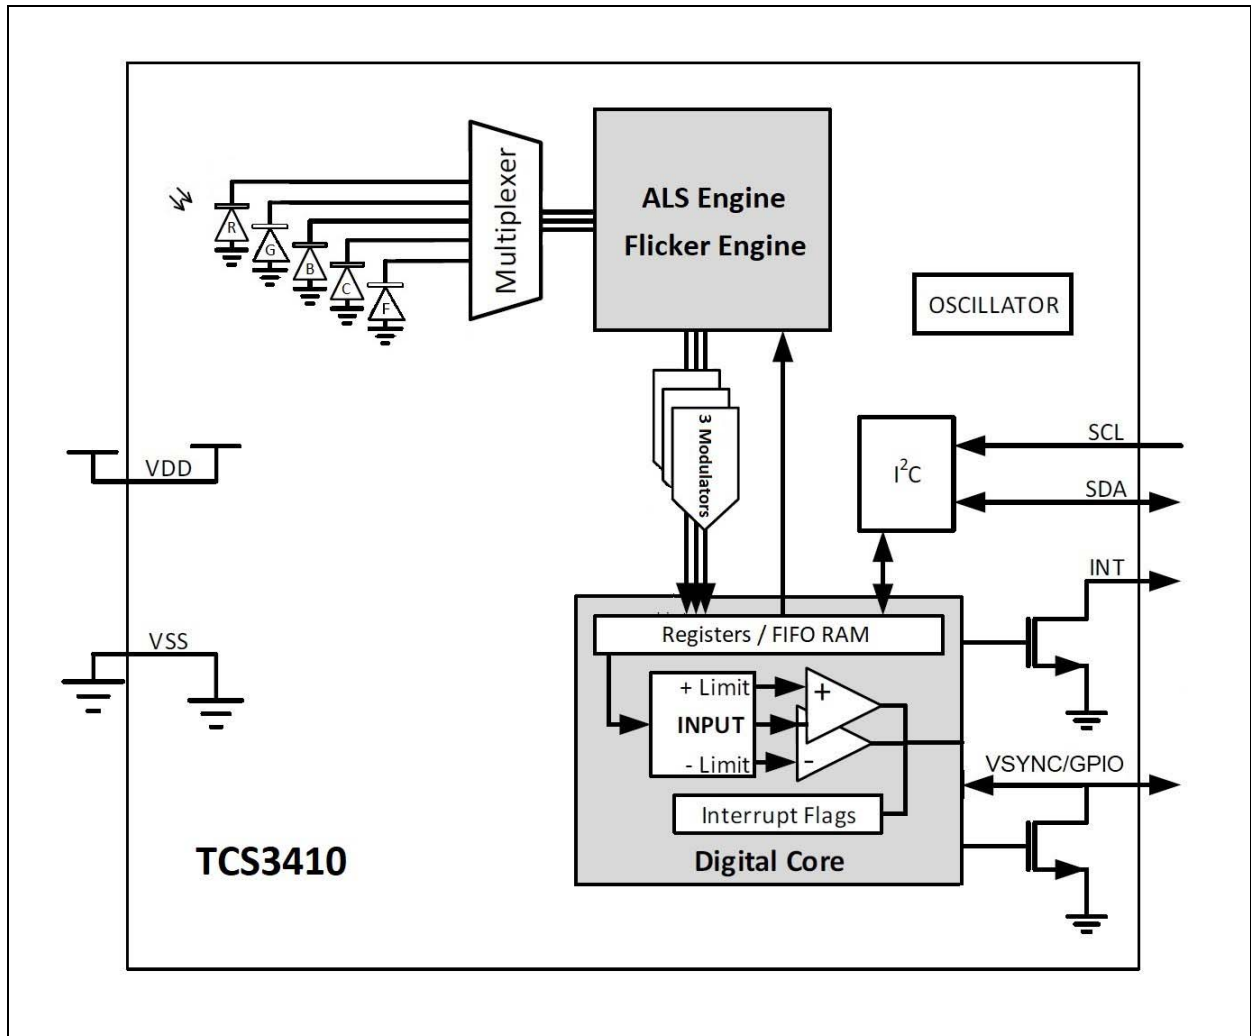 R
G
B
C
F
Multiplexer
ALS Engine
Flicker Engine
OSCILLATOR
3 Modulators
I²C
SCL
SDA
INT
VDD
VSS
Registers / FIFO RAM
+ Limit
INPUT
- Limit
+
-
Interrupt Flags
Digital Core
VSYNC/GPIO
TCS3410